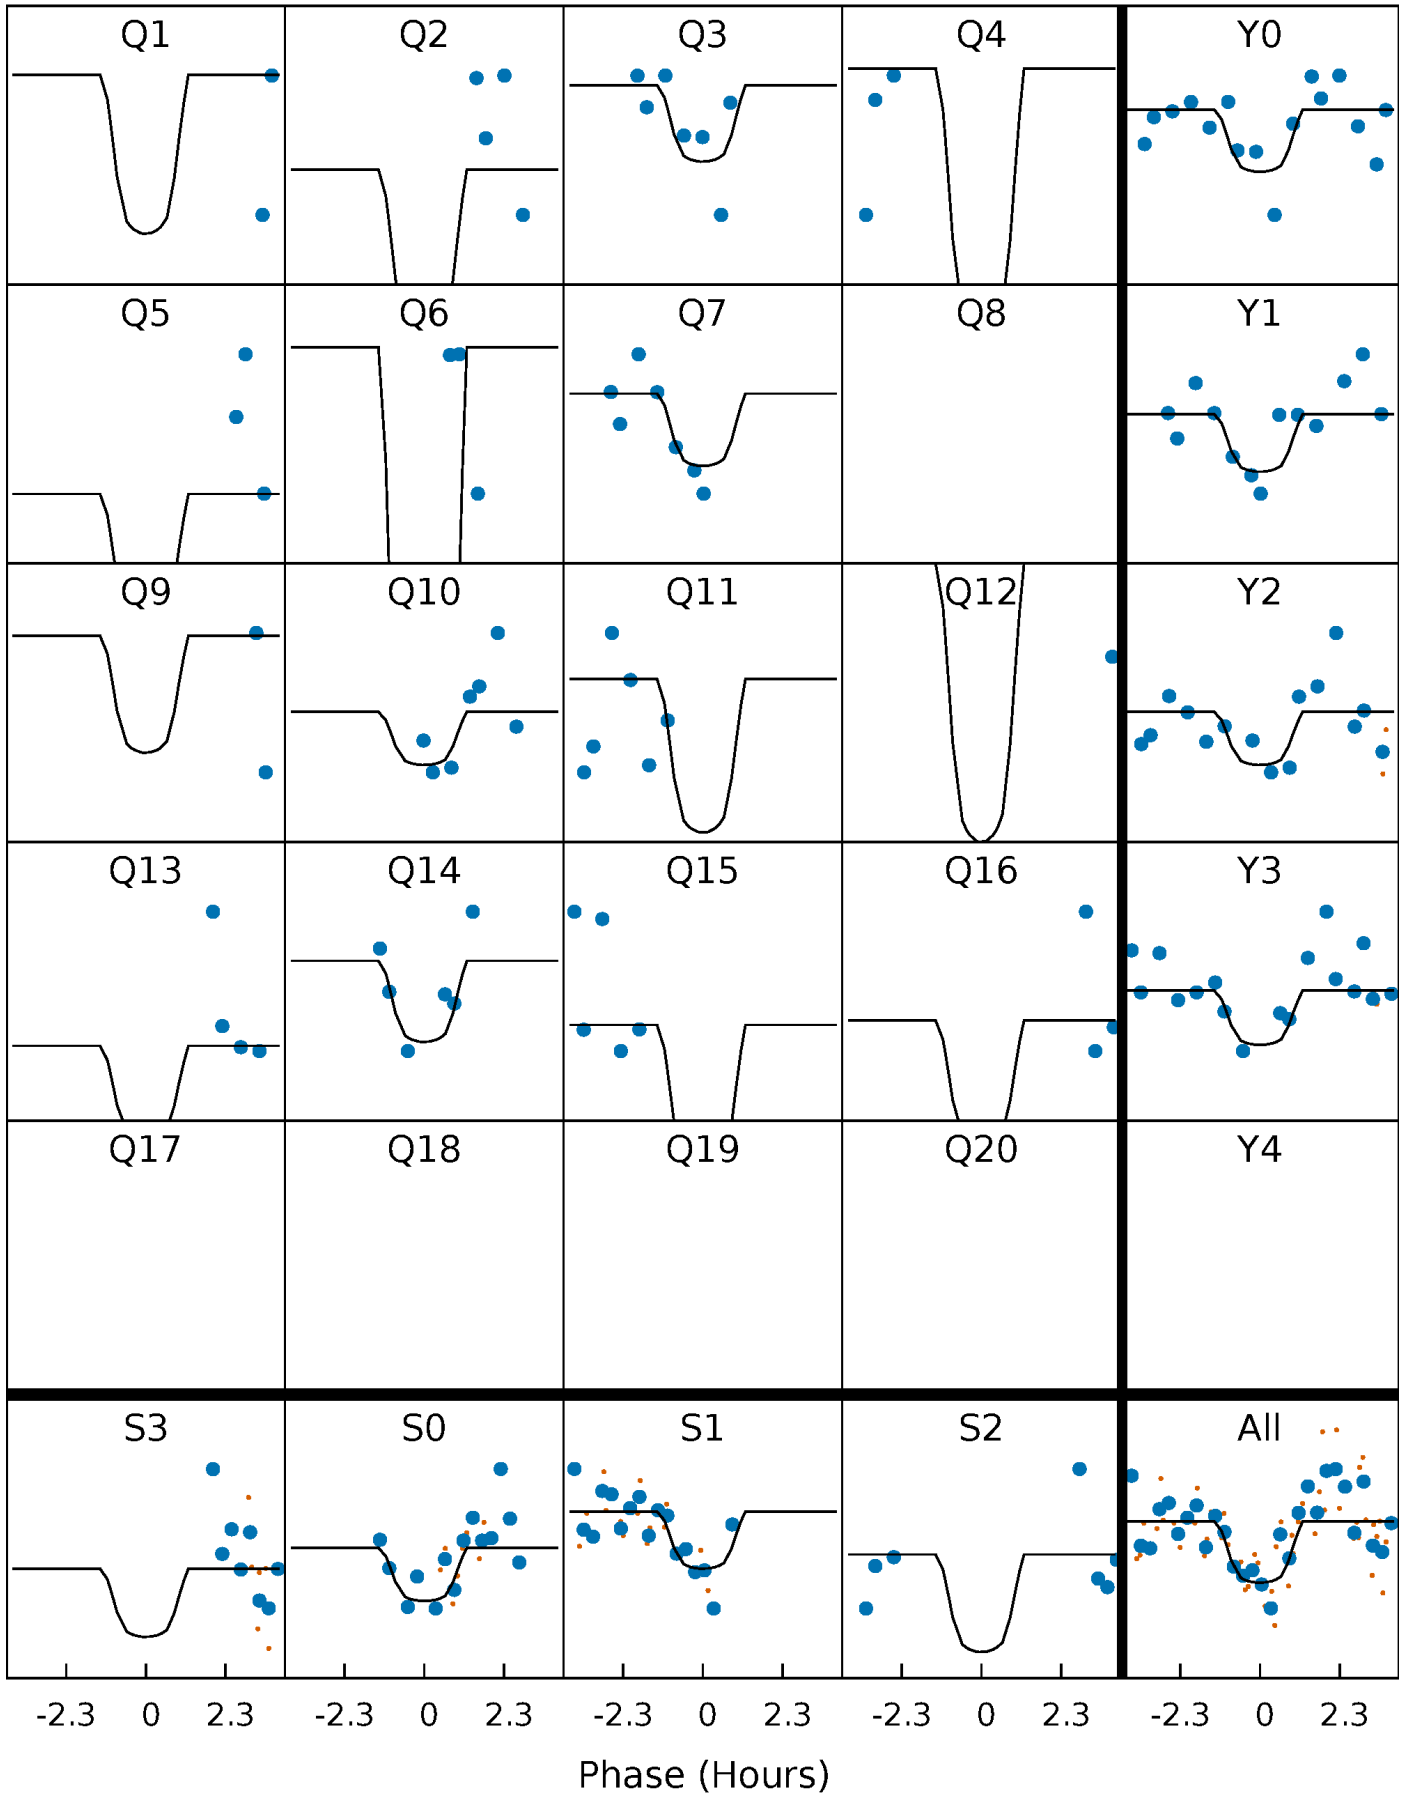 Q1 Q2 Q3 Q4 Y0
Q5 Q6 Q7 Q8 Y1
Q9 Q10 Q11 Q12 Y2
Q13 Q14 Q15 Q16 Y3
Q17 Q18 Q19 Q20 Y4
S3 S0 S1 S2 All
-2.3 0 2.3 -2.3 0 2.3 -2.3 0 2.3 -2.3 0 2.3 -2.3 0 2.3
Phase (Hours)